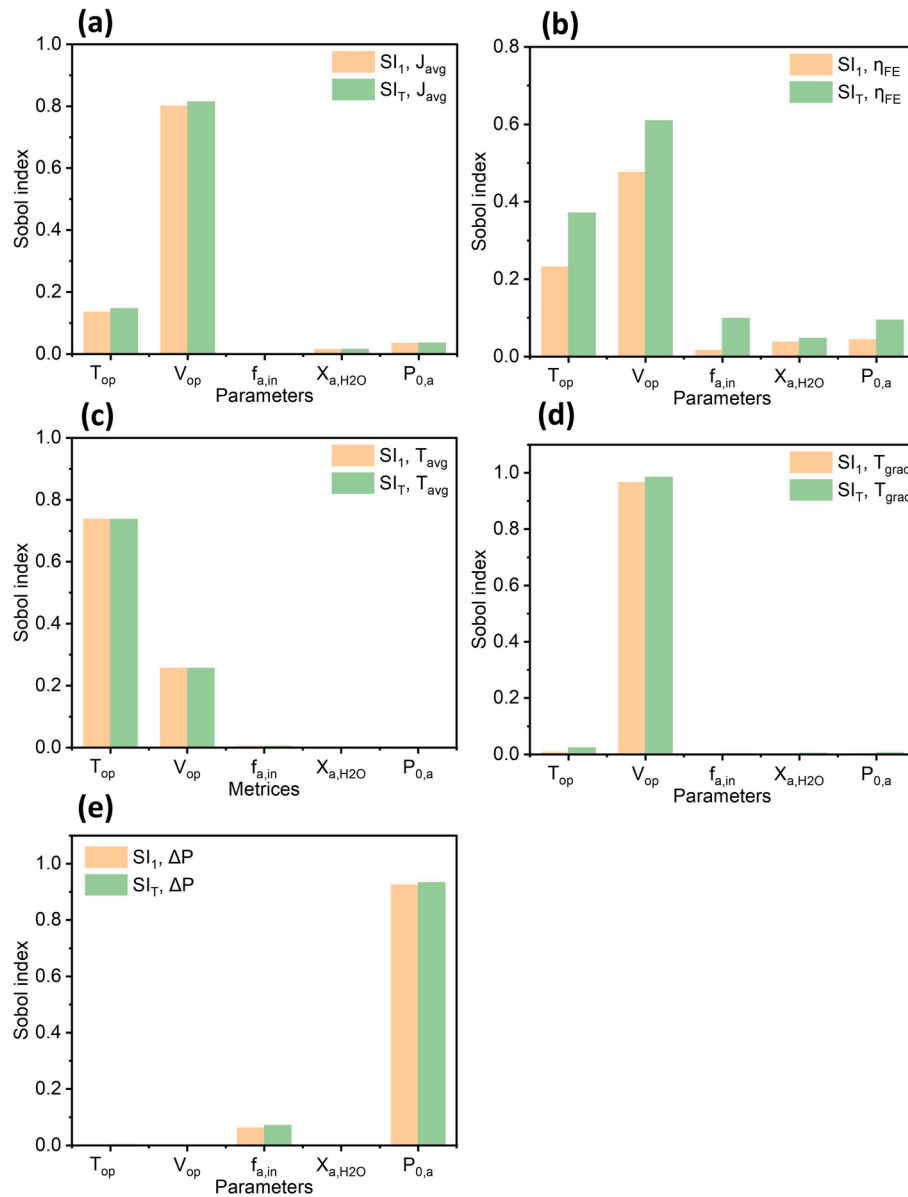 (a)
1.0
0.8
0.6
0.4
0.2
0.0
Sobol index
SI1, Javg
SIT, Javg
Top Vop fa,in Xa,H2O P0,a
Parameters
(b)
0.8
0.6
0.4
0.2
0.0
Sobol index
SI1, ηFE
SIT, ηFE
Top Vop fa,in Xa,H2O P0,a
Parameters
(c)
1.0
0.8
0.6
0.4
0.2
0.0
Sobol index
SI1, Tavg
SIT, Tavg
Top Vop fa,in Xa,H2O P0,a
Metrices
(d)
1.0
0.8
0.6
0.4
0.2
0.0
Sobol index
SI1, Tgrad
SIT, Tgrad
Top Vop fa,in Xa,H2O P0,a
Parameters
(e)
1.0
0.8
0.6
0.4
0.2
0.0
Sobol index
SI1, ΔP
SIT, ΔP
Top Vop fa,in Xa,H2O P0,a
Parameters